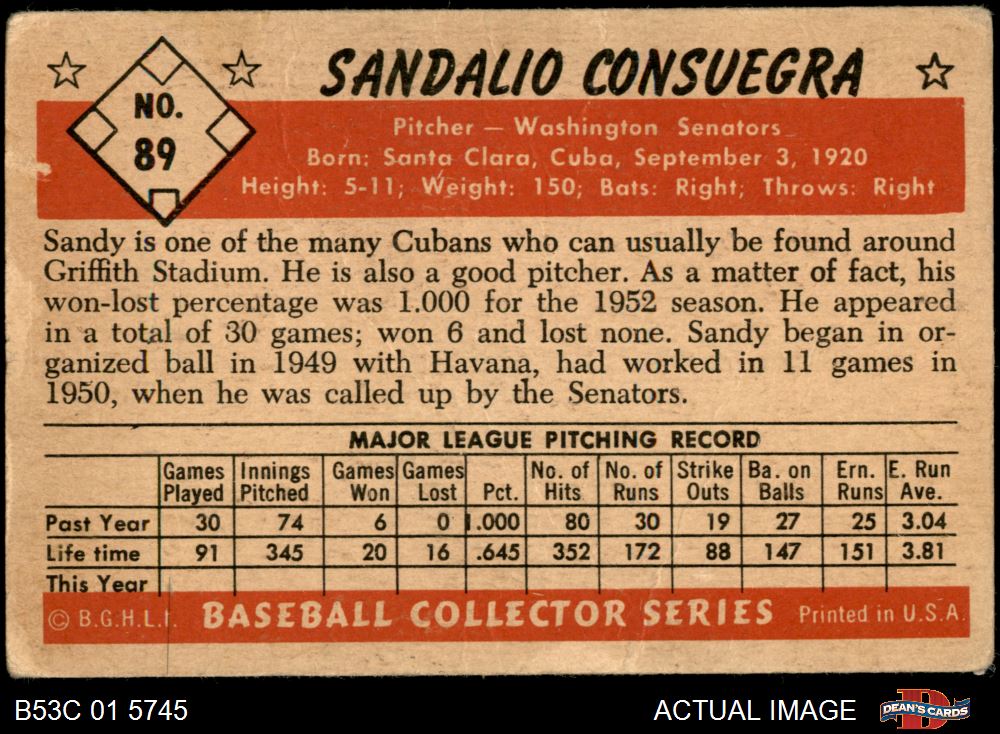 NO.
89
SANDALIO CONSUEGRA
Pitcher — Washington Senators
Born: Santa Clara, Cuba, September 3, 1920
Height: 5-11; Weight: 150; Bats: Right; Throws: Right
Sandy is one of the many Cubans who can usually be found around
Griffith Stadium. He is also a good pitcher. As a matter of fact, his
won-lost percentage was 1.000 for the 1952 season. He appeared
in a total of 30 games; won 6 and lost none. Sandy began in or-
ganized ball in 1949 with Havana, had worked in 11 games in
1950, when he was called up by the Senators.
MAJOR LEAGUE PITCHING RECORD
Games Innings Games Games No. of No. of Strike Ba. on Ern. E. Run
Played Pitched Won Lost Pct. Hits Runs Outs Balls Runs Ave.
Past Year 30 74 6 0 1.000 80 30 19 27 25 3.04
Life time 91 345 20 16 .645 352 172 88 147 151 3.81
This Year
© B.G.H.L.I. BASEBALL COLLECTOR SERIES Printed in U.S.A.
B53C 01 5745 ACTUAL IMAGE D DEAN'S CARDS